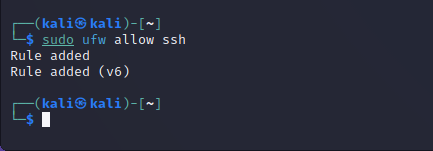 ┌──(kali㉿kali)-[~]
└─$ sudo ufw allow ssh
Rule added
Rule added (v6)
┌──(kali㉿kali)-[~]
└─$